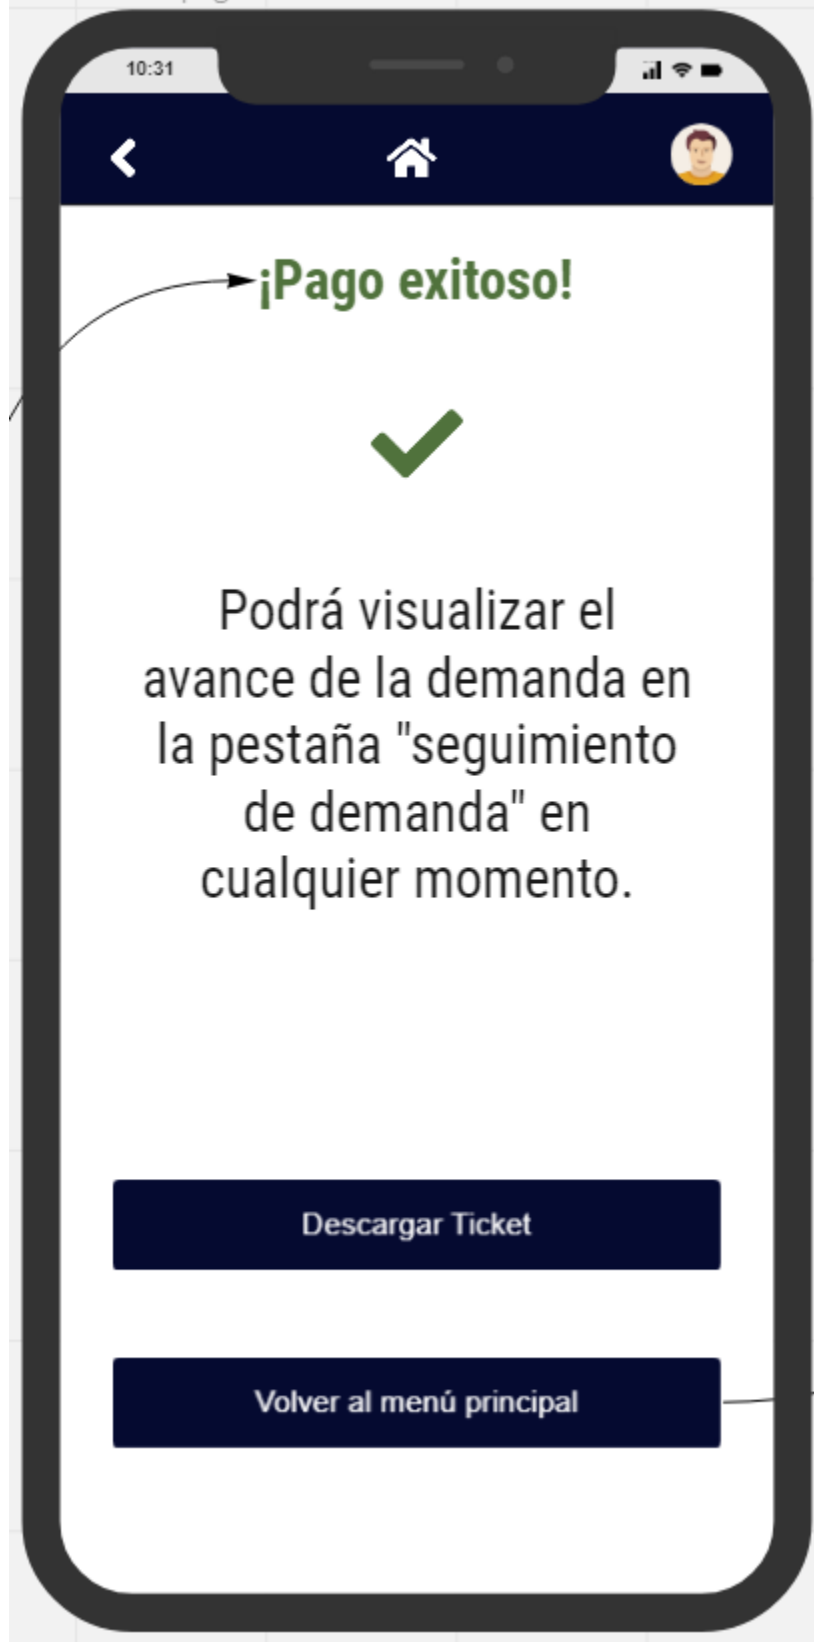 10:31
¡Pago exitoso!
Podrá visualizar el
avance de la demanda en
la pestaña "seguimiento
de demanda" en
cualquier momento.
Descargar Ticket
Volver al menú principal